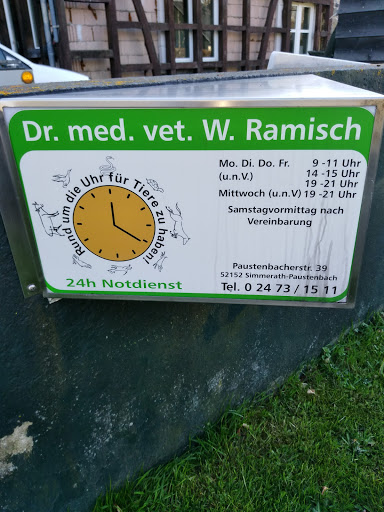 Dr. med. vet. W. Ramisch
Rund um die Uhr für Tiere zu haben!
24h Notdienst
Mo. Di. Do. Fr. 9 -11 Uhr
(u.n.V.) 14 -15 Uhr
19 -21 Uhr
Mittwoch (u.n.V) 19 -21 Uhr
Samstagvormittag nach
Vereinbarung
Paustenbacherstr. 39
52152 Simmerath-Paustenbach
Tel. 0 24 73 / 15 11